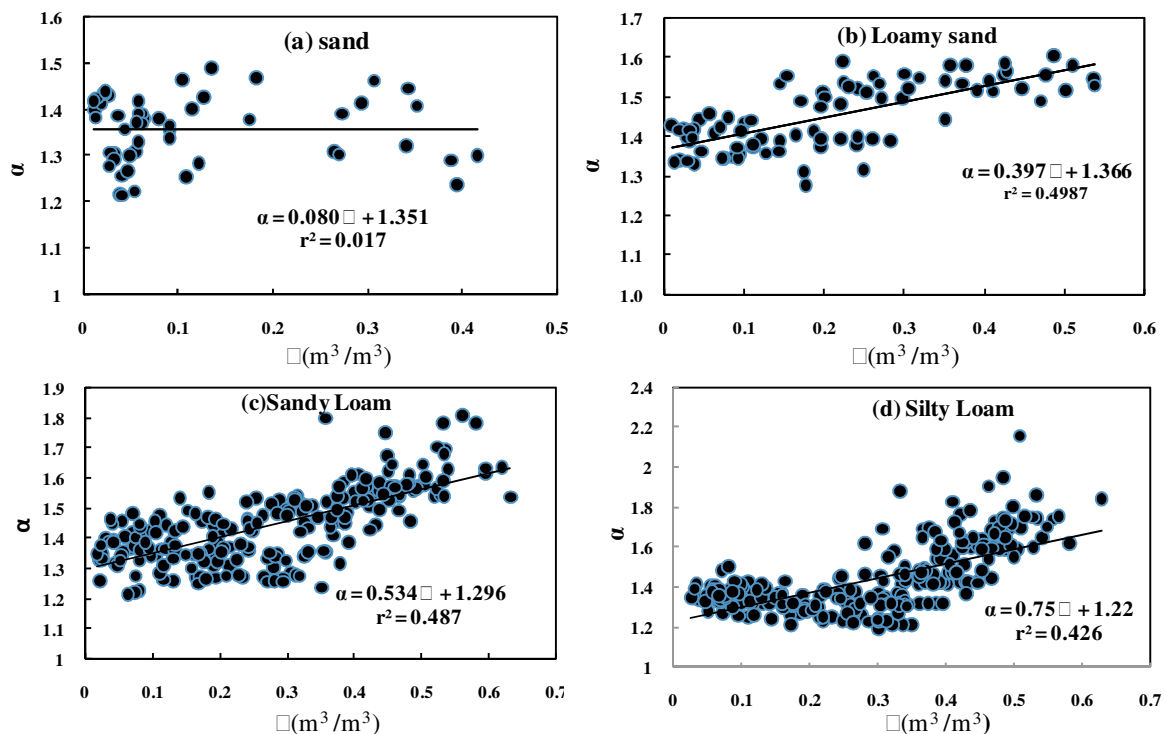 (a) sand
1.6
1.5
1.4
1.3
1.2
1.1
1
α
α = 0.080 □ + 1.351
r² = 0.017
0 0.1 0.2 0.3 0.4 0.5
□(m³/m³)
(b) Loamy sand
1.7
1.6
1.5
1.4
1.3
1.2
1.1
1.0
α
α = 0.397 □ + 1.366
r² = 0.4987
0 0.1 0.2 0.3 0.4 0.5 0.6
□(m³/m³)
(c)Sandy Loam
1.9
1.8
1.7
1.6
1.5
1.4
1.3
1.2
1.1
1
α
α = 0.534 □ + 1.296
r² = 0.487
0 0.1 0.2 0.3 0.4 0.5 0.6 0.7
□(m³/m³)
(d) Silty Loam
2.4
2.2
2
1.8
1.6
1.4
1.2
1
α
α = 0.75 □ + 1.22
r² = 0.426
0 0.1 0.2 0.3 0.4 0.5 0.6 0.7
□(m³/m³)